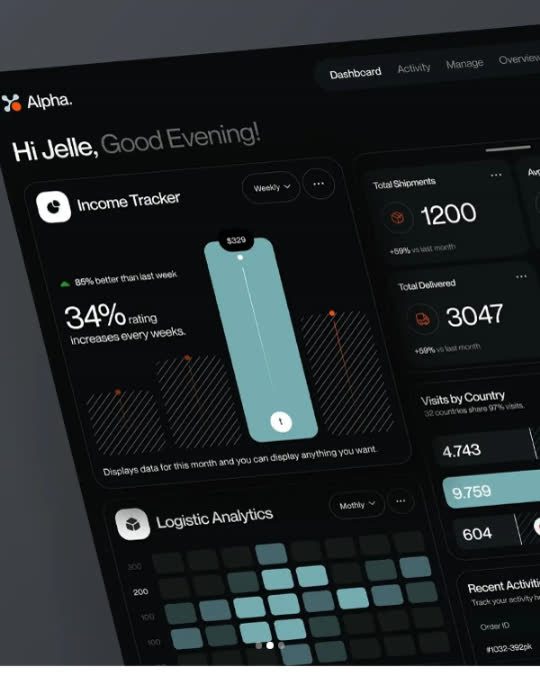 Alpha.
Dashboard Activity Manage Overview
Hi Jelle, Good Evening!
Income Tracker
Weekly
85% better than last week
34% rating
increases every weeks.
$329
t
Displays data for this month and you can display anything you want.
Total Shipments
1200
+59% vs last month
Total Delivered
3047
+59% vs last month
Visits by Country
32 countries share 97% visits.
4.743
9.759
604
Logistic Analytics
Mothly
300
200
100
100
Recent Activiti
Track your activity h
Order ID
#1032-392pk